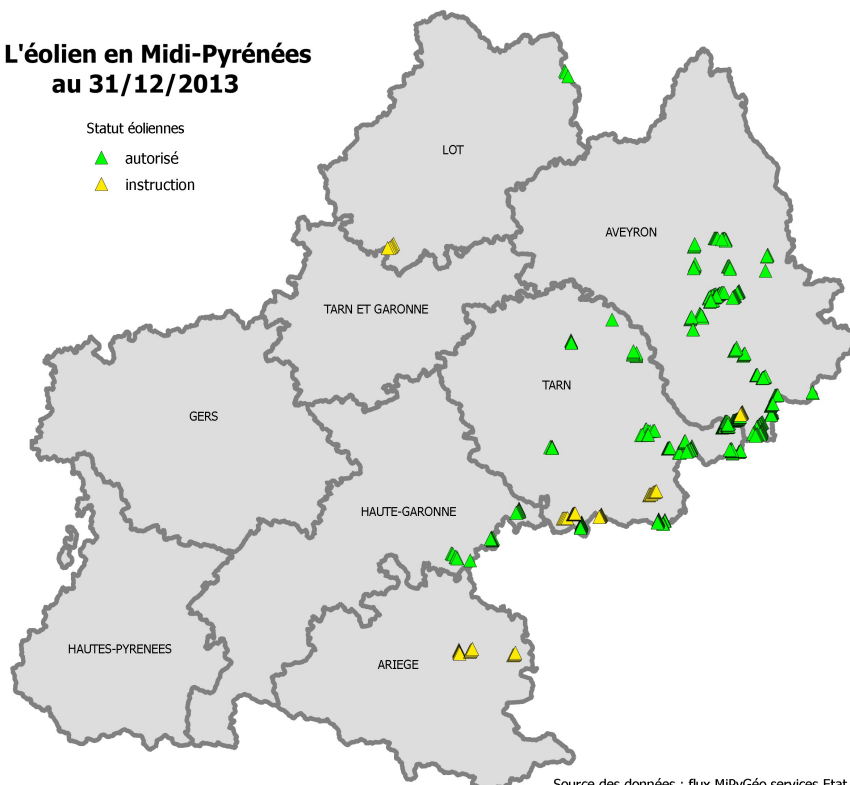 L'éolien en Midi-Pyrénées
au 31/12/2013
Statut éoliennes
autorisé
instruction
LOT
AVEYRON
TARN ET GARONNE
TARN
GERS
HAUTE-GARONNE
HAUTES-PYRENEES
ARIEGE
Source des données : flux MiPyGéo services Etat